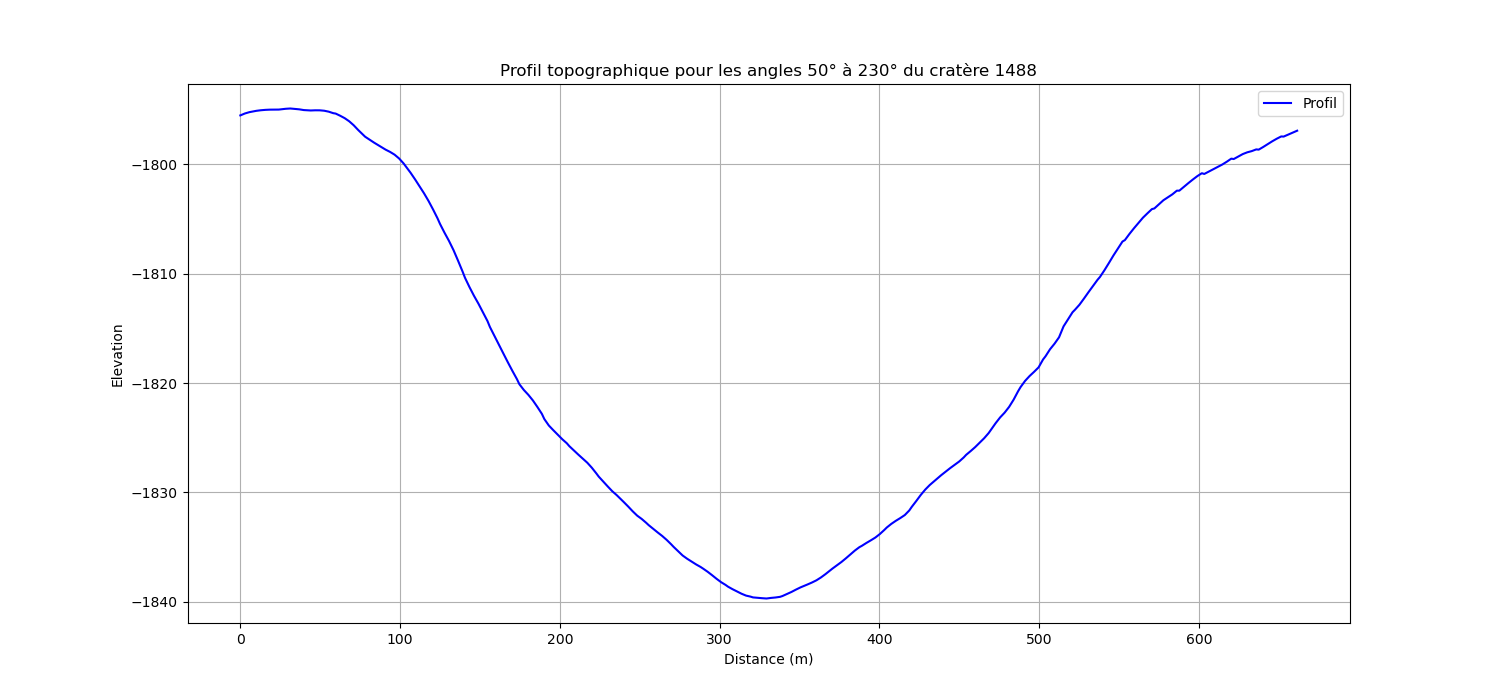 Profil topographique pour les angles 50° à 230° du cratère 1488
Profil
−1800
−1810
−1820
−1830
−1840
Elevation
0 100 200 300 400 500 600
Distance (m)